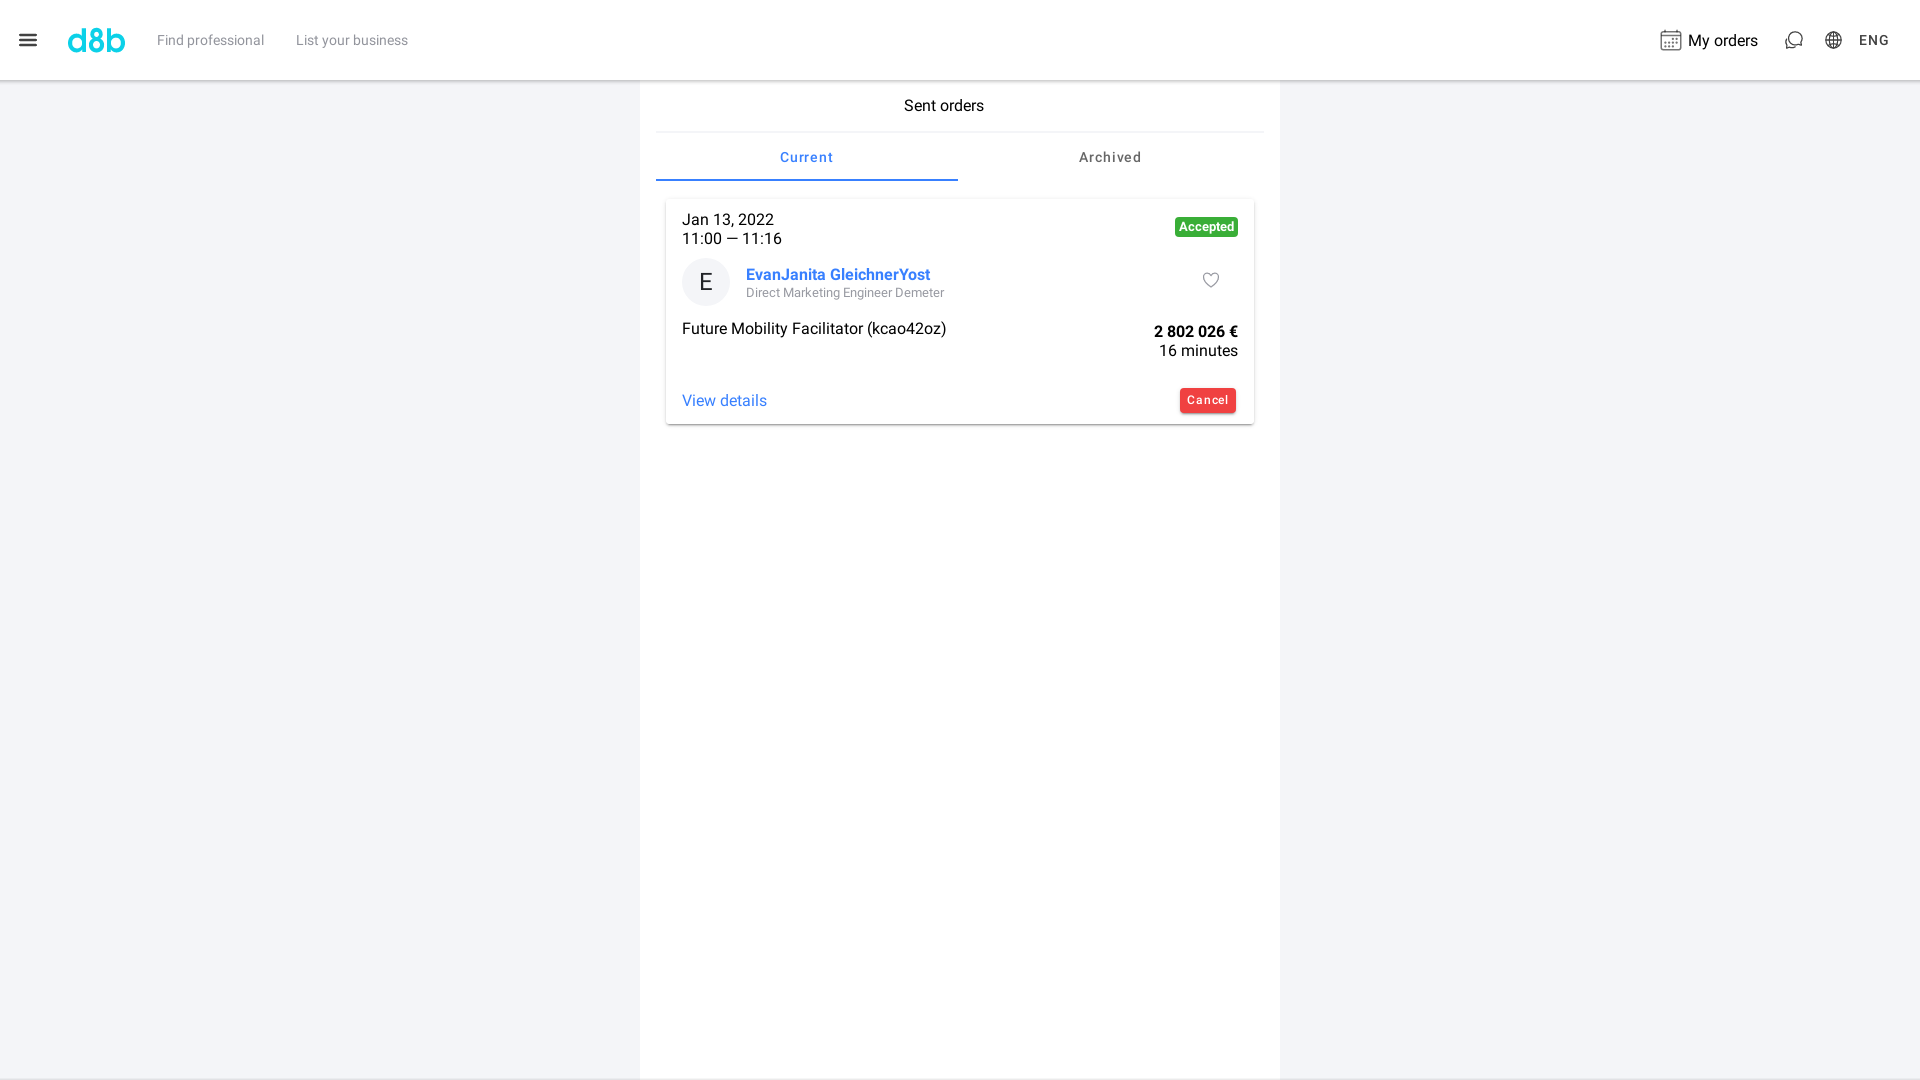 d8b Find professional List your business My orders ENG
Sent orders
Current Archived
Jan 13, 2022
11:00 — 11:16
Accepted
E
EvanJanita GleichnerYost
Direct Marketing Engineer Demeter
Future Mobility Facilitator (kcao42oz)
2 802 026 €
16 minutes
View details
Cancel